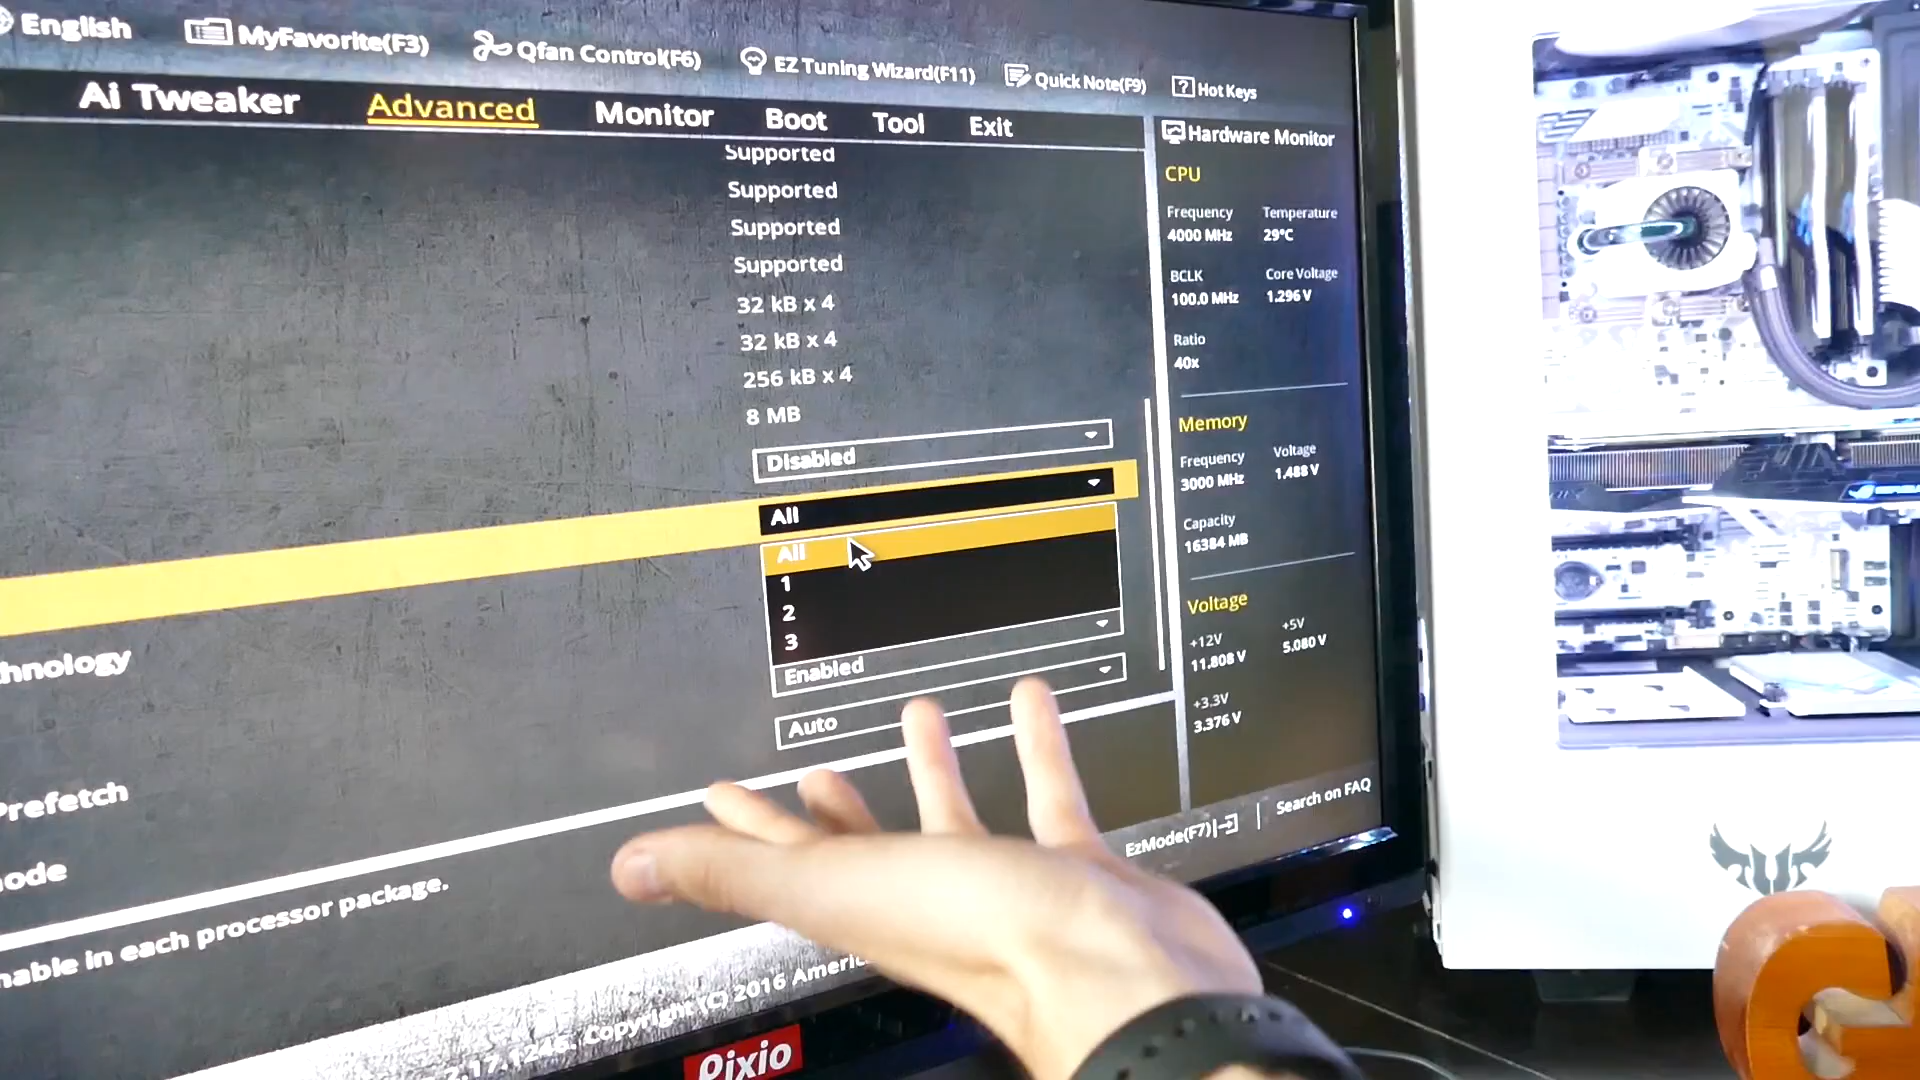 English MyFavorite(F3) Qfan Control(F6) EZ Tuning Wizard(F11) Quick Note(F9) ? Hot Keys
Ai Tweaker Advanced Monitor Boot Tool Exit
Supported
Supported
Supported
Supported
32 kB x 4
32 kB x 4
256 kB x 4
8 MB
Disabled
All
All
1
2
3
Enabled
Auto
hnology
Prefetch
ode
nable in each processor package.
2.17.1246. Copyright (C) 2016 Americ
Hardware Monitor
CPU
Frequency Temperature
4000 MHz 29°C
BCLK Core Voltage
100.0 MHz 1.296 V
Ratio
40x
Memory
Frequency Voltage
3000 MHz 1.488 V
Capacity
16384 MB
Voltage
+12V +5V
11.808 V 5.080 V
+3.3V
3.376 V
EzMode(F7) Search on FAQ
Pixio